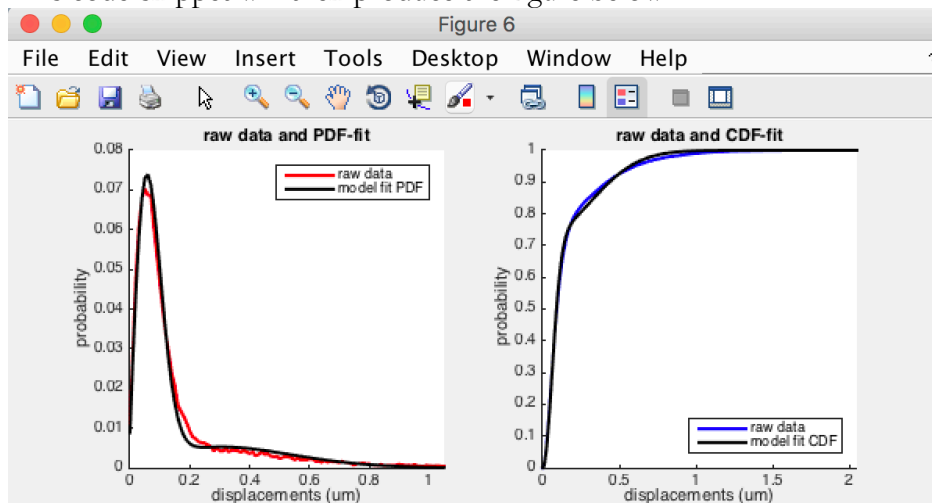 Figure 6
File Edit View Insert Tools Desktop Window Help
raw data and PDF-fit
0.08
0.07
0.06
0.05
0.04
0.03
0.02
0.01
0
probability
raw data
model fit PDF
0 0.2 0.4 0.6 0.8 1
displacements (um)
raw data and CDF-fit
1
0.9
0.8
0.7
0.6
0.5
0.4
0.3
0.2
0.1
0
probability
raw data
model fit CDF
0 0.5 1 1.5 2
displacements (um)